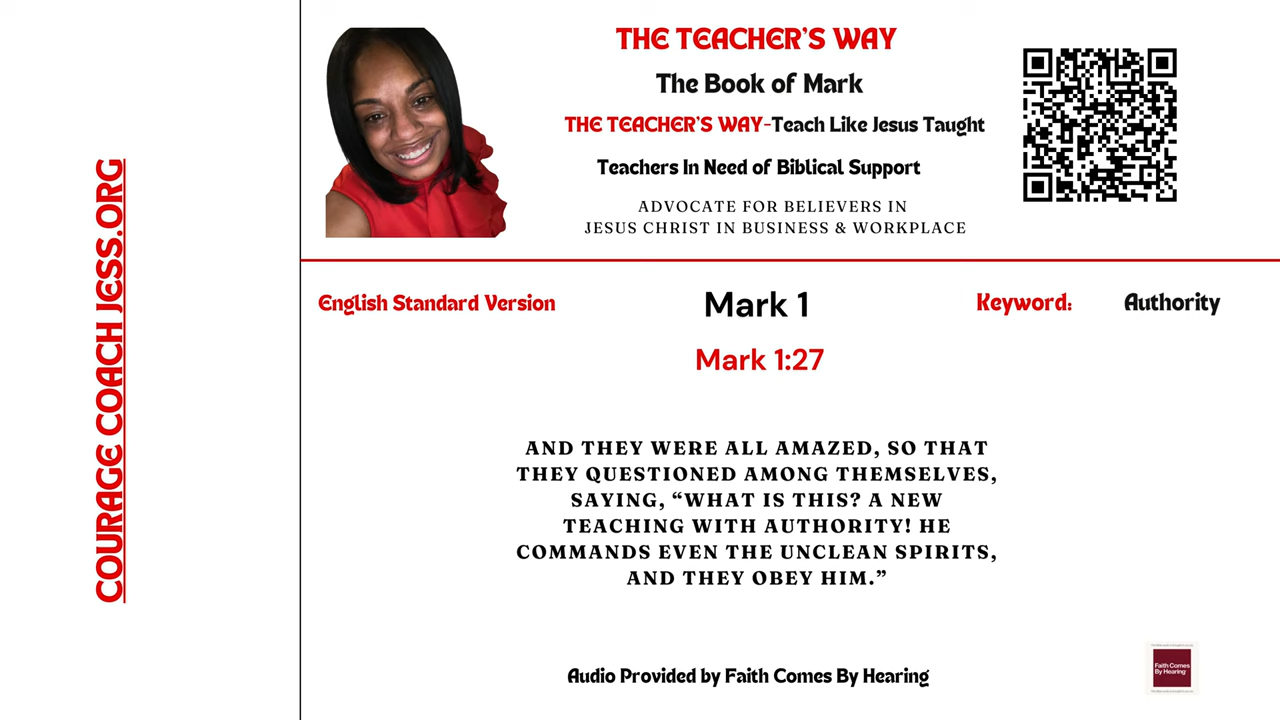 COURAGE COACH JESS.ORG
THE TEACHER'S WAY
The Book of Mark
THE TEACHER'S WAY-Teach Like Jesus Taught
Teachers In Need of Biblical Support
ADVOCATE FOR BELIEVERS IN
JESUS CHRIST IN BUSINESS & WORKPLACE
English Standard Version
Mark 1
Keyword:
Authority
Mark 1:27
AND THEY WERE ALL AMAZED, SO THAT
THEY QUESTIONED AMONG THEMSELVES,
SAYING, “WHAT IS THIS? A NEW
TEACHING WITH AUTHORITY! HE
COMMANDS EVEN THE UNCLEAN SPIRITS,
AND THEY OBEY HIM.”
Audio Provided by Faith Comes By Hearing
Faith Comes
By Hearing